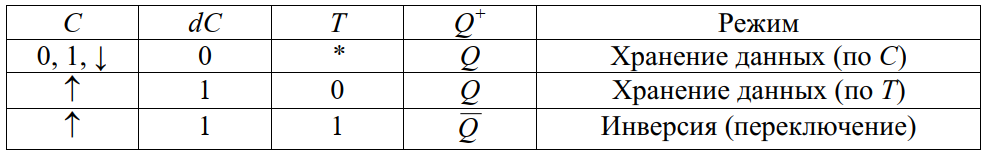 C dC T Q⁺ Режим
0, 1, ↓ 0 * Q Хранение данных (по C)
↑ 1 0 Q Хранение данных (по T)
↑ 1 1 Q̅ Инверсия (переключение)